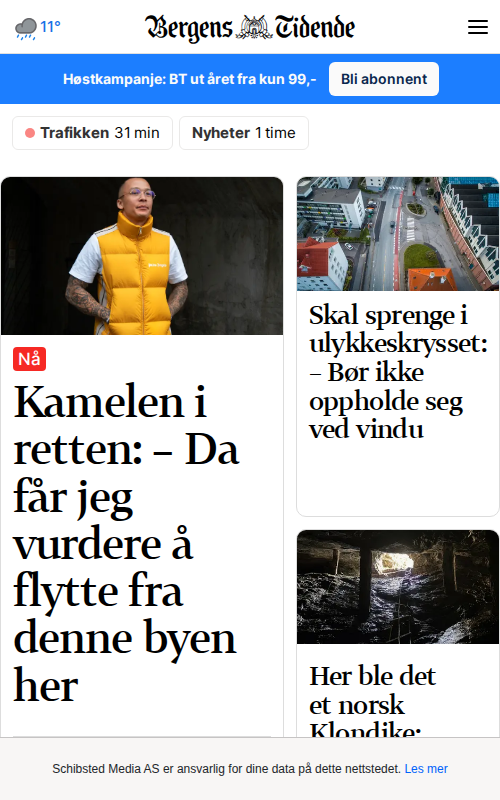 11°
Bergens Tidende
Høstkampanje: BT ut året fra kun 99,-
Bli abonnent
Trafikken 31 min
Nyheter 1 time
Nå
Kamelen i
retten: – Da
får jeg
vurdere å
flytte fra
denne byen
her
Skal sprenge i
ulykkeskrysset:
– Bør ikke
oppholde seg
ved vindu
Her ble det
et norsk
Klondike:
Schibsted Media AS er ansvarlig for dine data på dette nettstedet. Les mer